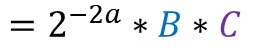 = 2^{-2a} * B * C